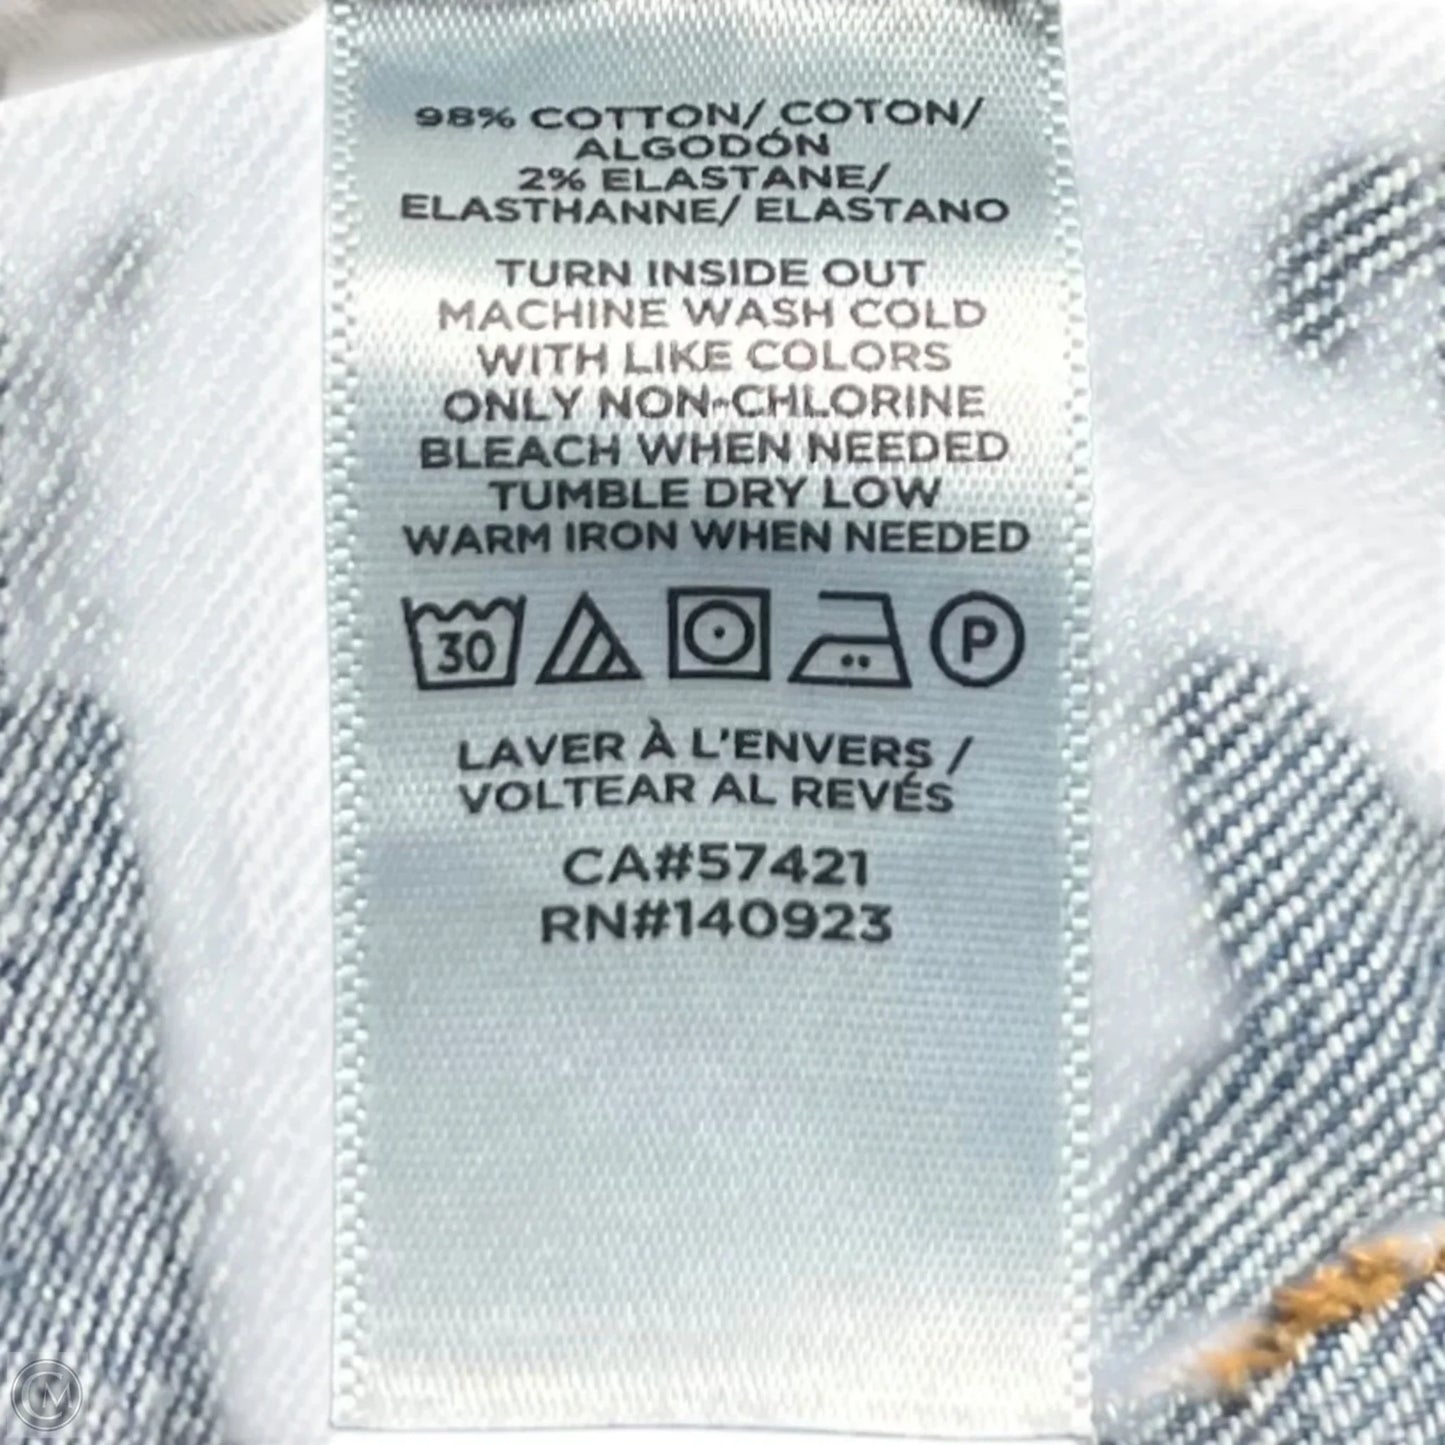 98% COTTON/ COTON/
ALGODÓN
2% ELASTANE/
ELASTHANNE/ ELASTANO
TURN INSIDE OUT
MACHINE WASH COLD
WITH LIKE COLORS
ONLY NON-CHLORINE
BLEACH WHEN NEEDED
TUMBLE DRY LOW
WARM IRON WHEN NEEDED
30 P
LAVER À L'ENVERS /
VOLTEAR AL REVÉS
CA#57421
RN#140923
CM